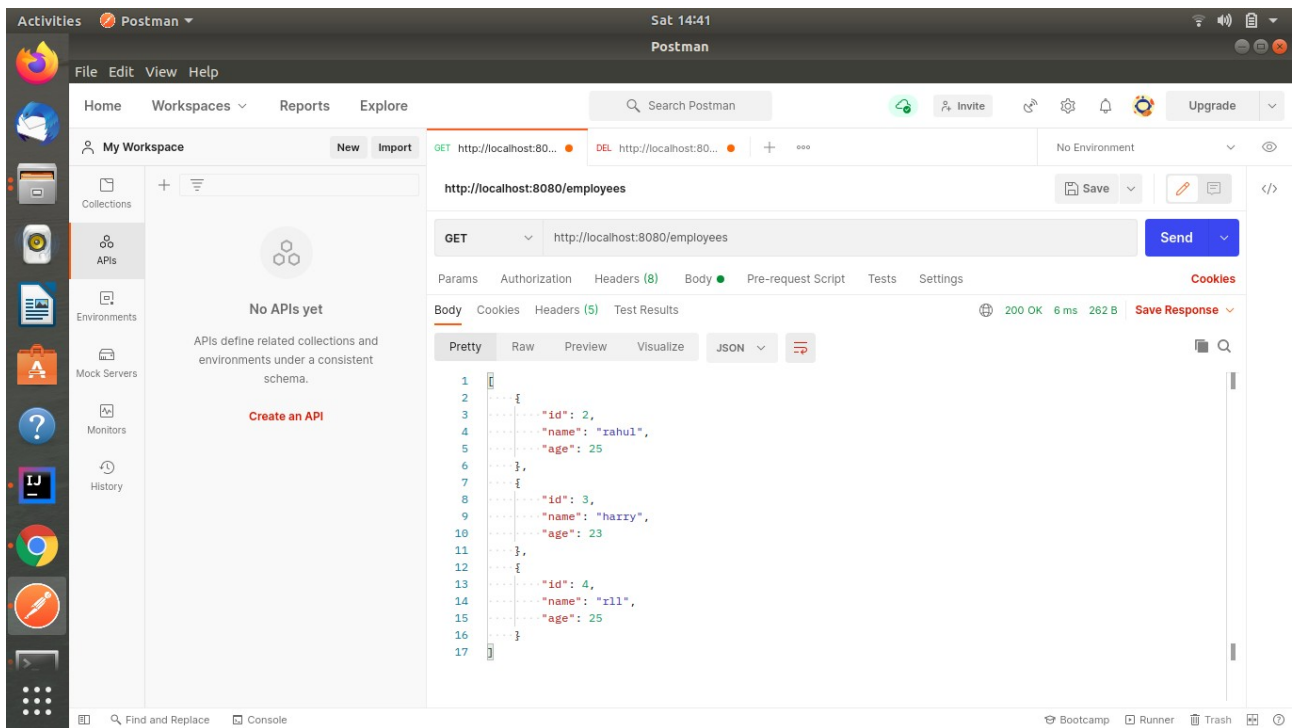 Activities Postman Sat 14:41
Postman
File Edit View Help
Home Workspaces Reports Explore Search Postman Invite Upgrade
My Workspace New Import GET http://localhost:80... DEL http://localhost:80... + ooo No Environment
Collections + http://localhost:8080/employees Save </>
APIs
GET http://localhost:8080/employees Send
Params Authorization Headers (8) Body Pre-request Script Tests Settings Cookies
Environments
No APIs yet
APIs define related collections and
environments under a consistent
schema.
Create an API
Mock Servers
Monitors
History
Body Cookies Headers (5) Test Results 200 OK 6 ms 262 B Save Response
Pretty Raw Preview Visualize JSON
1 [
2 {
3 "id": 2,
4 "name": "rahul",
5 "age": 25
6 },
7 {
8 "id": 3,
9 "name": "harry",
10 "age": 23
11 },
12 {
13 "id": 4,
14 "name": "rll",
15 "age": 25
16 }
17 ]
IJ
Find and Replace Console Bootcamp Runner Trash